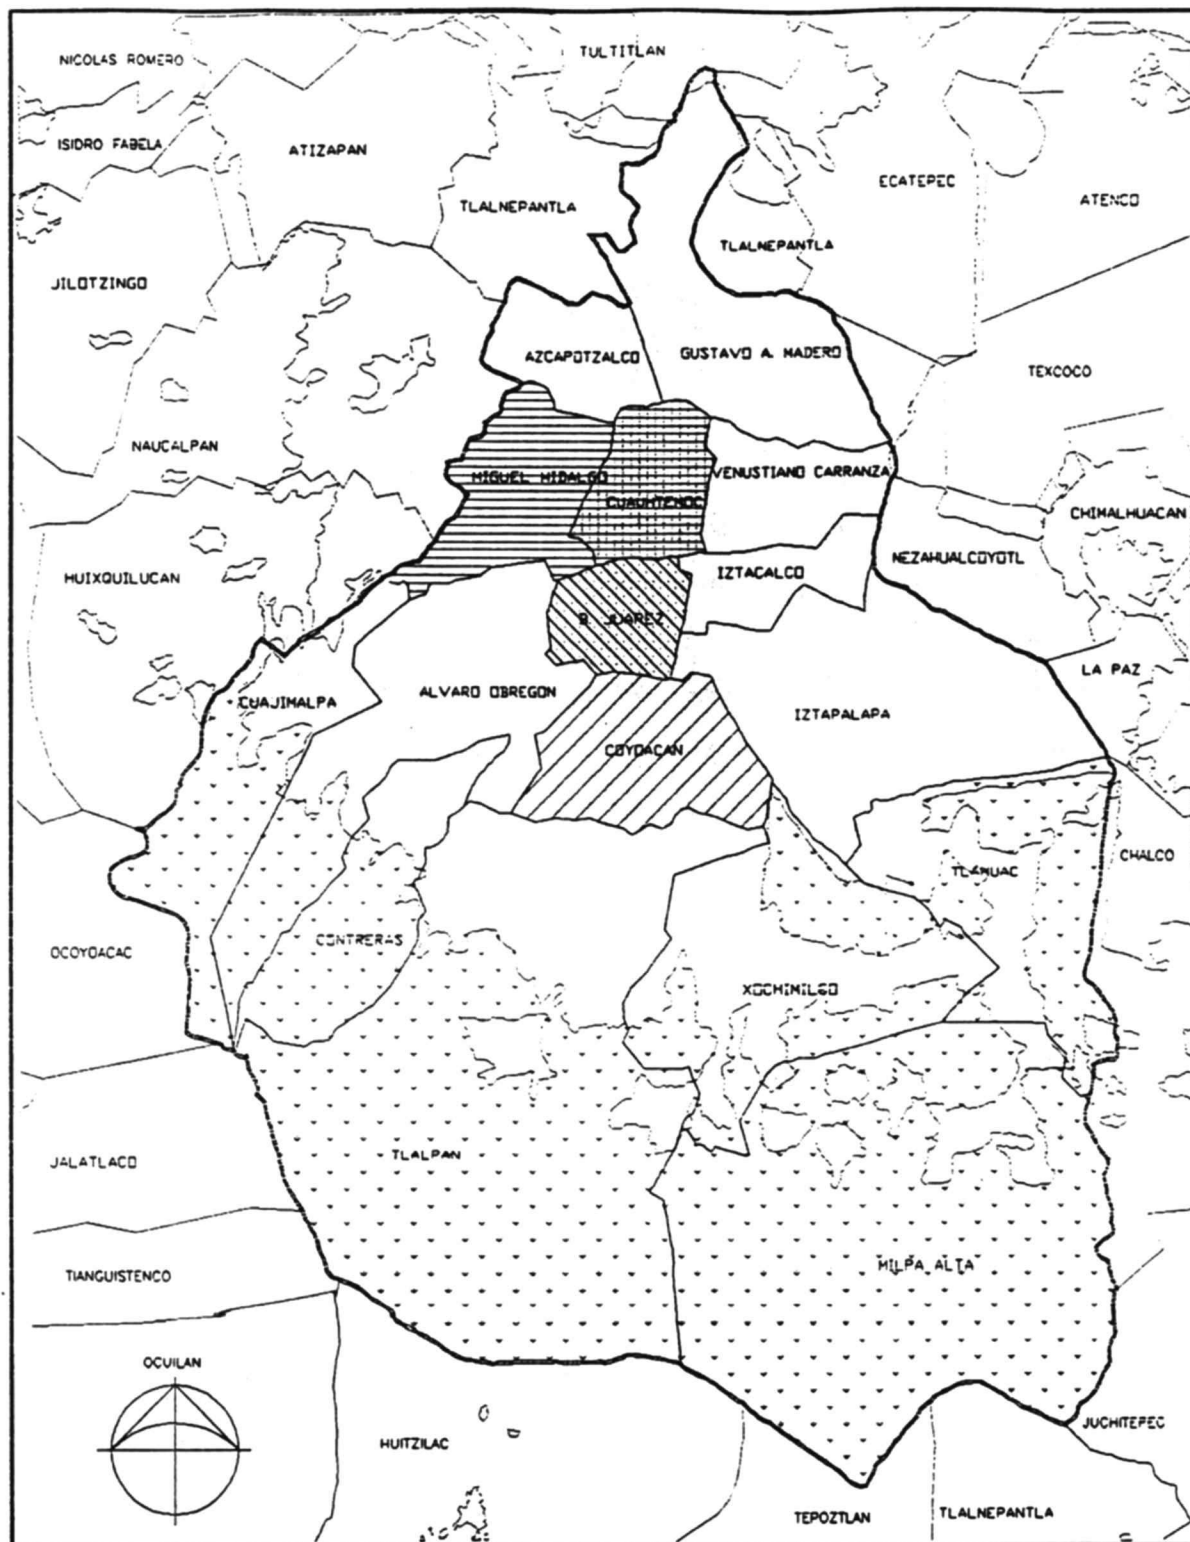 TULTITLAN
NICOLAS ROMERO
ISIDRO FABELA
ATIZAPAN
ECATEPEC
ATENCO
TLALNEPANTLA
TLALNEPANTLA
JILOTZINGO
AZCAPOTZALCO
GUSTAVO A. MADERO
TEXCOCO
NAUCALPAN
MIGUEL HIDALGO
VENUSTIANO CARRANZA
CUAUHTEMOC
CHIMALHUACAN
HUIXQUILUCAN
IZTACALCO
NEZAHUALCOYOTL
B. JUAREZ
LA PAZ
CUAJIMALPA
ALVARO OBREGON
IZTAPALAPA
COYOACAN
CHALCO
TLAHUAC
OCOYOACAC
CONTRERAS
XOCHIMILCO
JALATLACO
TLALPAN
TIANGUISTENCO
MILPA ALTA
OCUILAN
HUITZILAC
JUCHITEPEC
TEPOZTLAN
TLALNEPANTLA